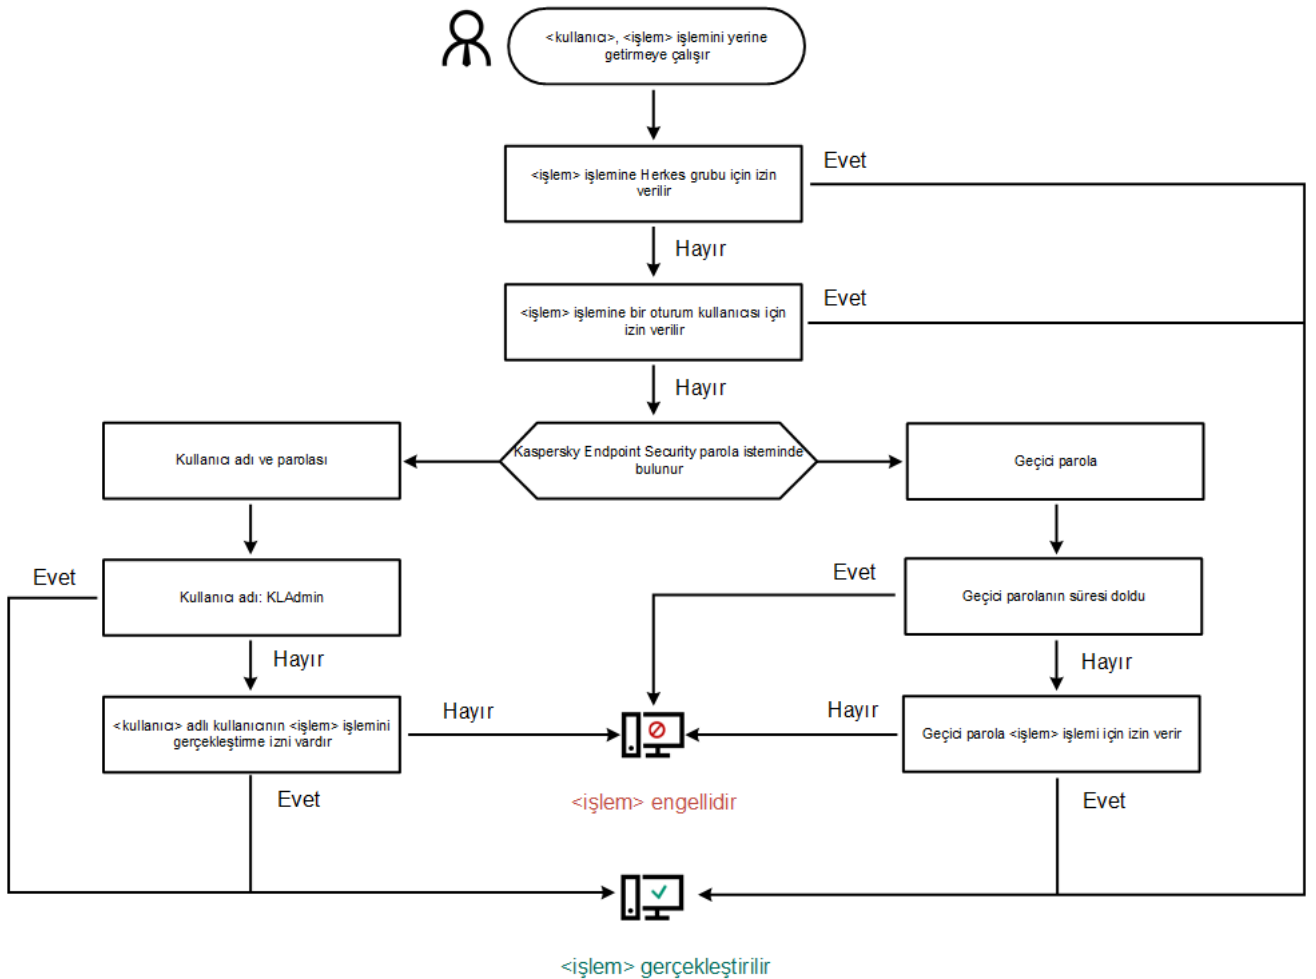 <kullanıcı>, <işlem> işlemini yerine
getirmeye çalışır
<işlem> işlemine Herkes grubu için izin
verilir
Evet
Hayır
<işlem> işlemine bir oturum kullanıcısı için
izin verilir
Evet
Hayır
Kullanıcı adı ve parolası
Kaspersky Endpoint Security parola isteminde
bulunur
Geçici parola
Evet
Kullanıcı adı: KLAdmin
Evet
Geçici parolanın süresi doldu
Hayır
Hayır
<kullanıcı> adlı kullanıcının <işlem> işlemini
gerçekleştirme izni vardır
Hayır
Hayır
Geçici parola <işlem> işlemi için izin verir
Evet
<işlem> engellidir
Evet
<işlem> gerçekleştirilir